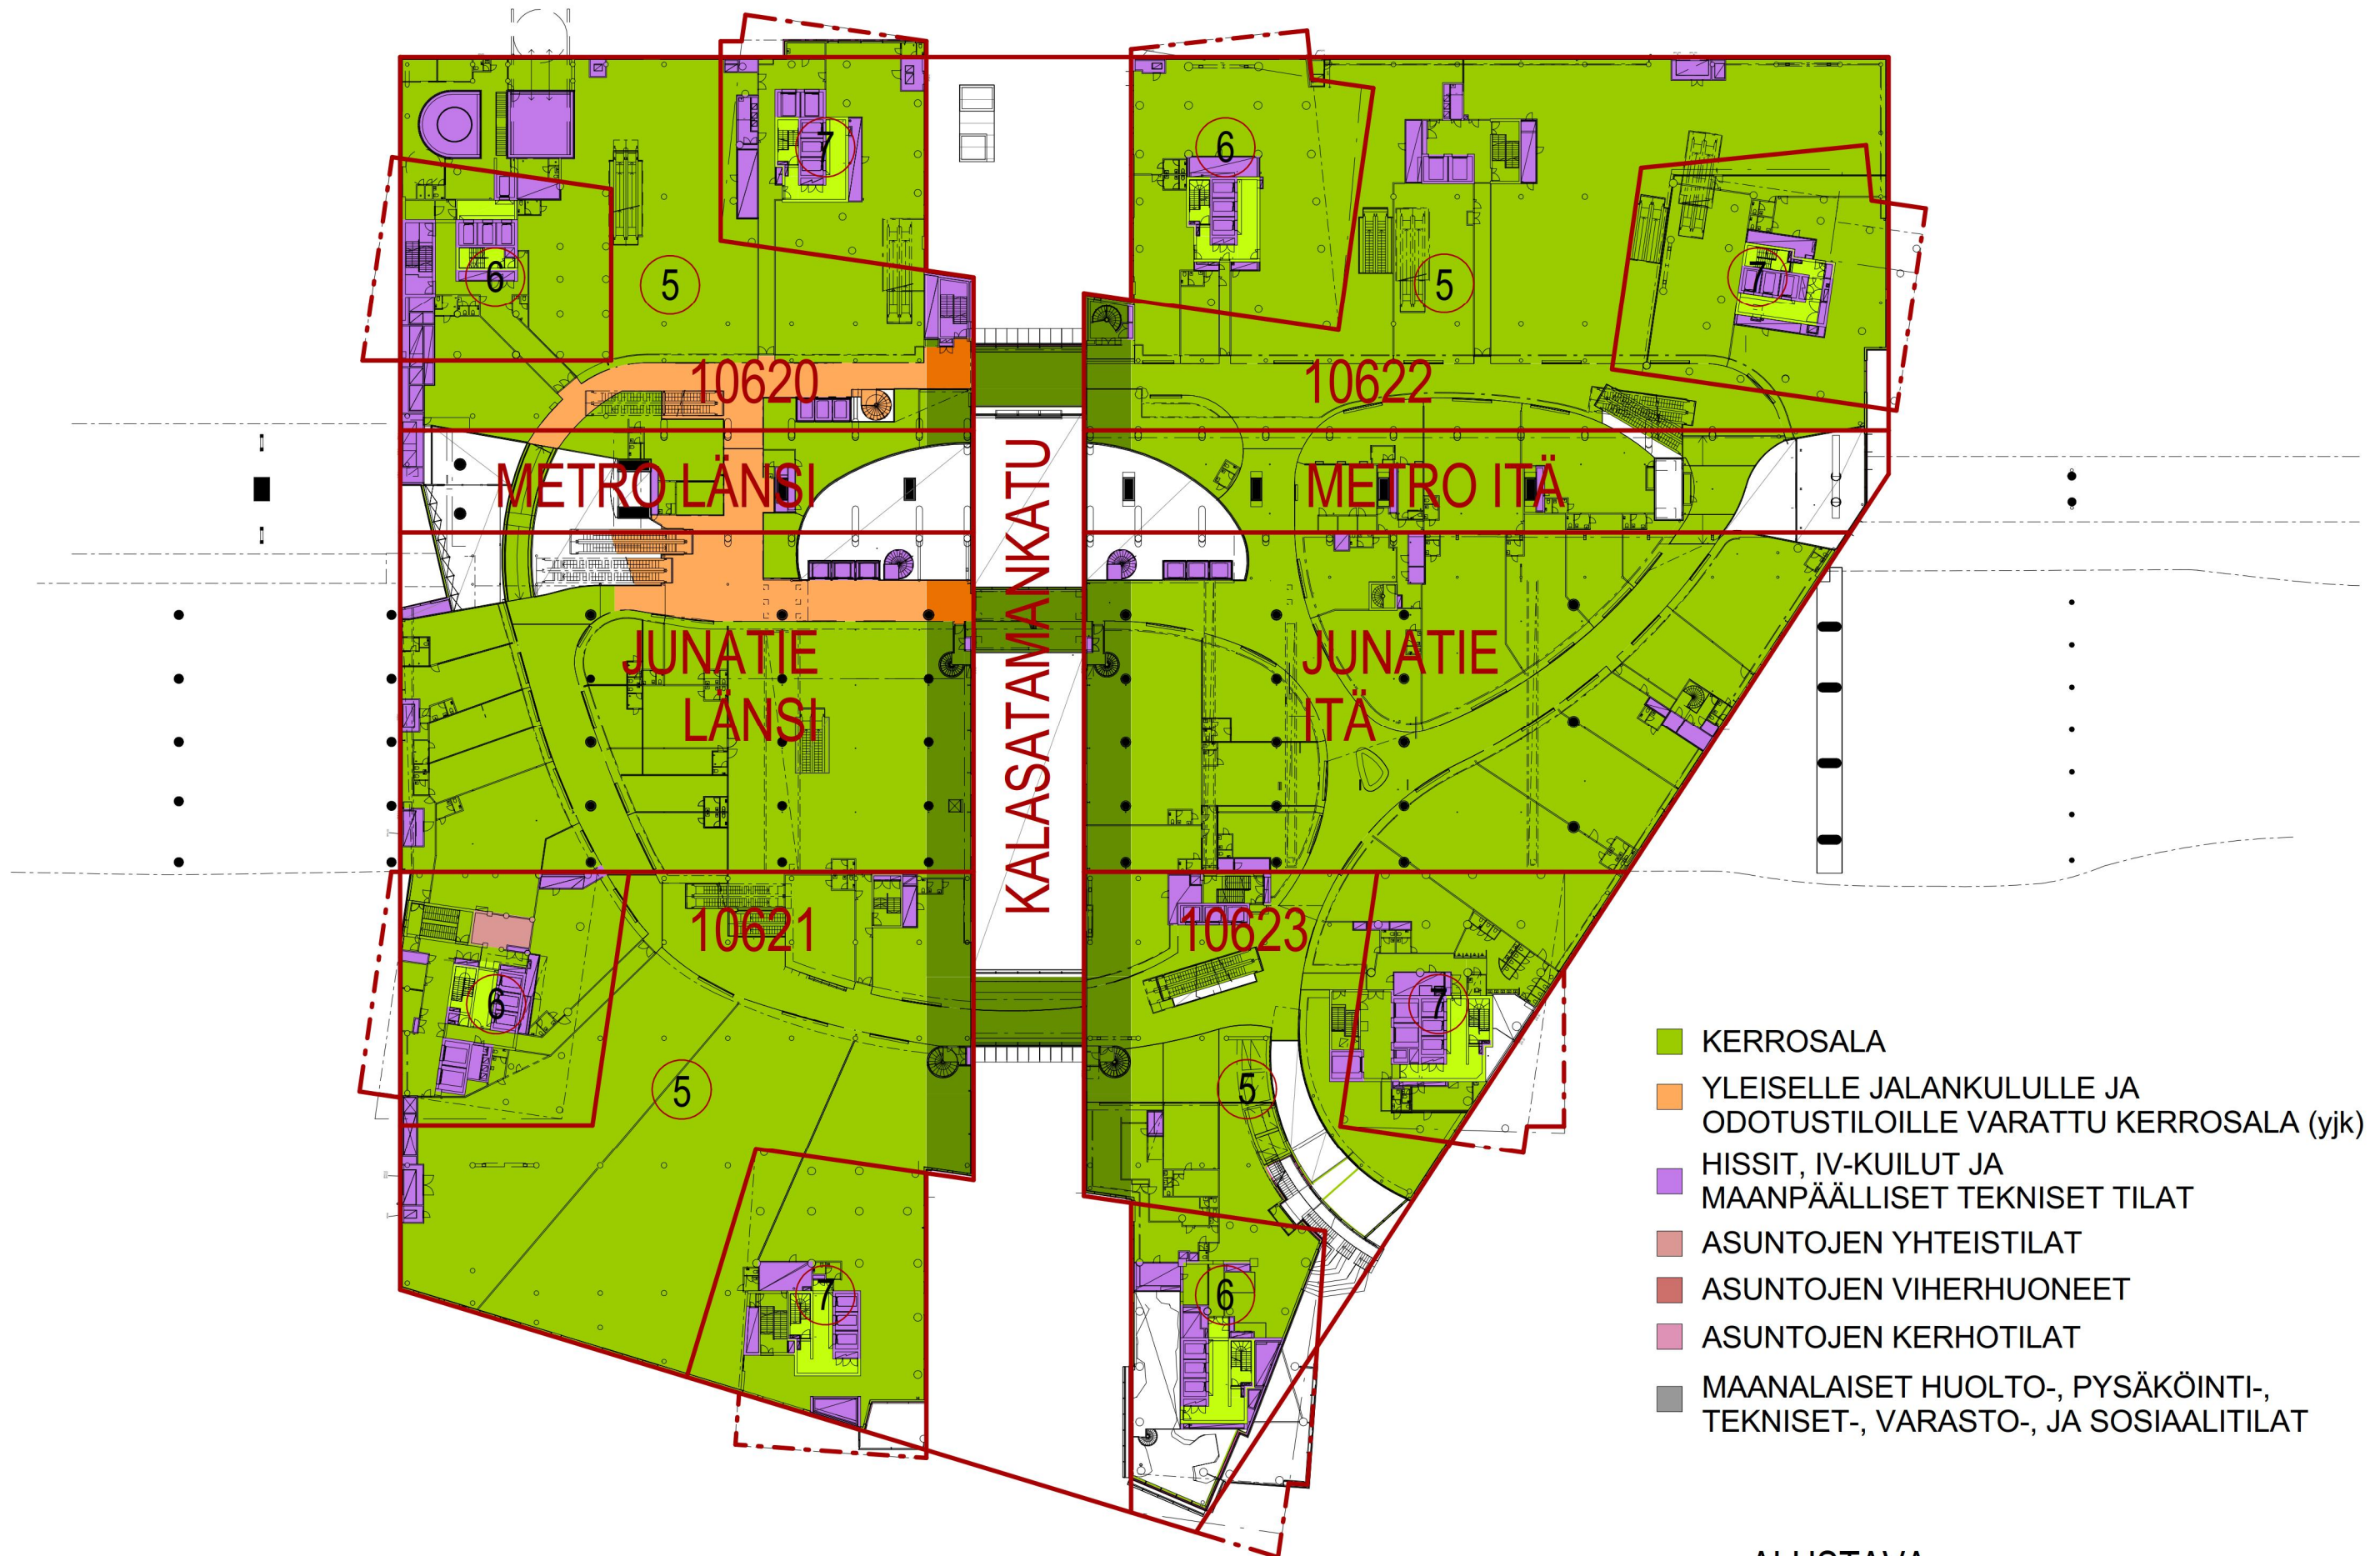 7
6
6
7
5
5
10620
10622
METRO LÄNSI
METRO ITÄ
KALASATAMANKATU
JUNATIE
LÄNSI
JUNATIE
ITÄ
10621
10623
6
7
5
5
7
6
KERROSALA
YLEISELLE JALANKULULLE JA
ODOTUSTILOILLE VARATTU KERROSALA (yjk)
HISSIT, IV-KUILUT JA
MAANPÄÄLLISET TEKNISET TILAT
ASUNTOJEN YHTEISTILAT
ASUNTOJEN VIHERHUONEET
ASUNTOJEN KERHOTILAT
MAANALAISET HUOLTO-, PYSÄKÖINTI-,
TEKNISET-, VARASTO-, JA SOSIAALITILAT
ALUSTAVA